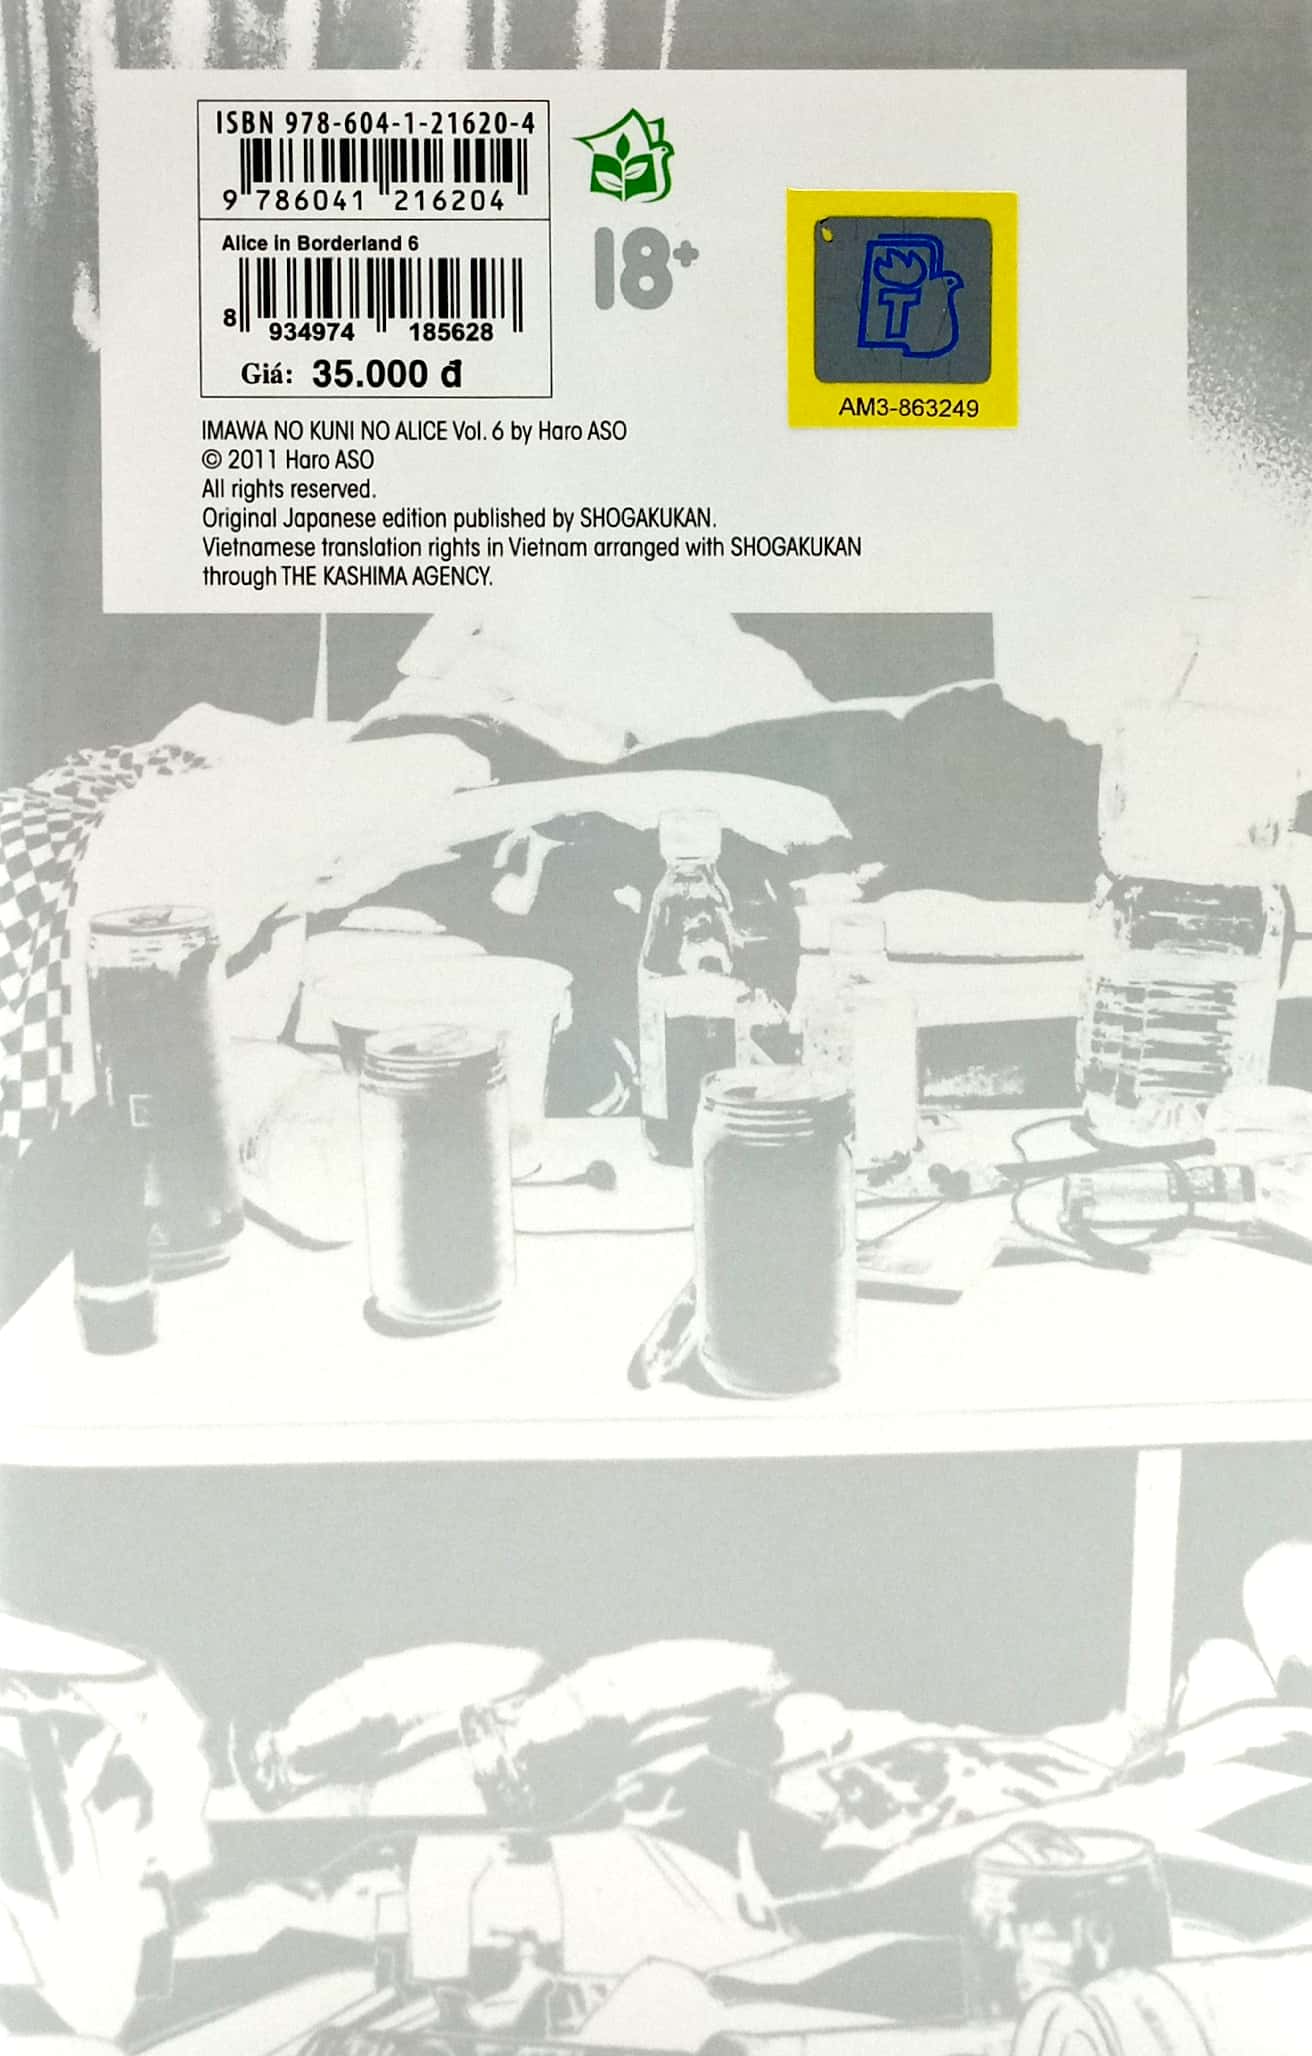 ISBN 978-604-1-21620-4
9 786041 216204
Alice in Borderland 6
8 934974 185628
Giá: 35.000 đ
18+
T
AM3-863249
IMAWA NO KUNI NO ALICE Vol. 6 by Haro ASO
© 2011 Haro ASO
All rights reserved.
Original Japanese edition published by SHOGAKUKAN.
Vietnamese translation rights in Vietnam arranged with SHOGAKUKAN
through THE KASHIMA AGENCY.